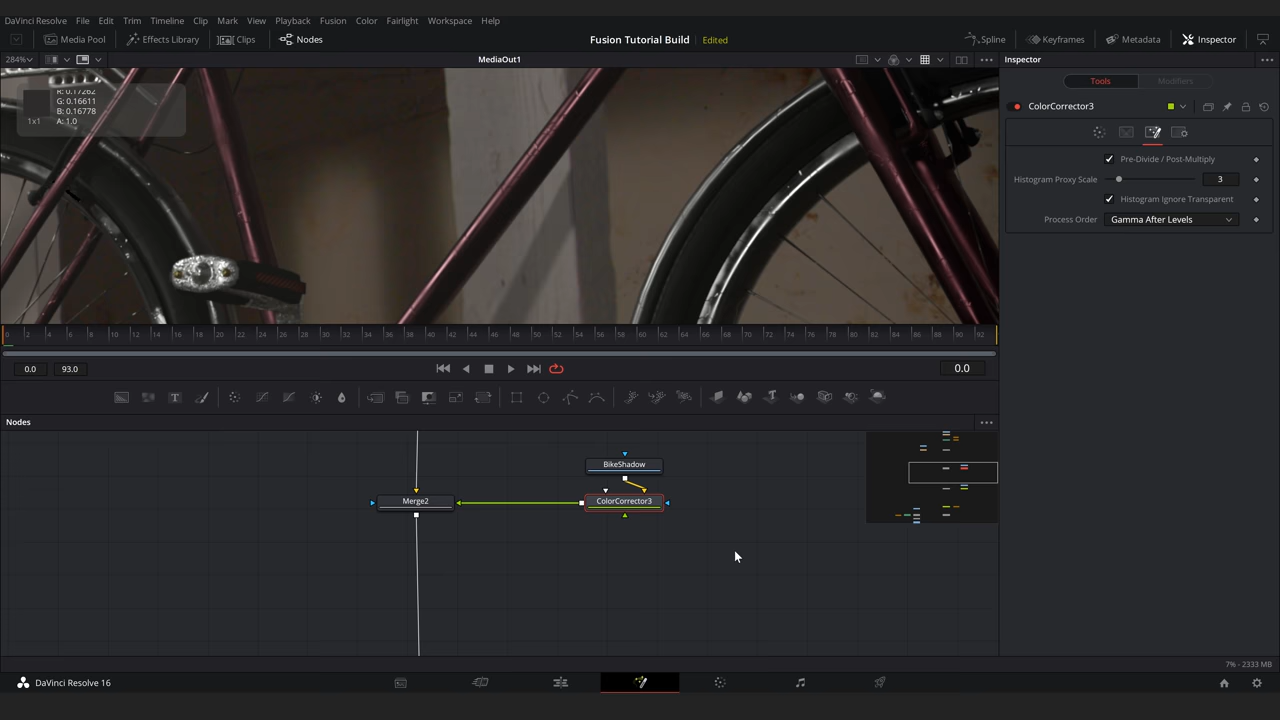 DaVinci Resolve File Edit Trim Timeline Clip Mark View Playback Fusion Color Fairlight Workspace Help
Media Pool Effects Library Clips Nodes Fusion Tutorial Build Edited Spline Keyframes Metadata Inspector
284% MediaOut1 Inspector
Tools Modifiers
ColorCorrector3
Pre-Divide / Post-Multiply
Histogram Proxy Scale 3
Histogram Ignore Transparent
Process Order Gamma After Levels
R: 0.17262
G: 0.16611
B: 0.16778
1x1 A: 1.0
0 2 4 6 8 10 12 14 16 18 20 22 24 26 28 30 32 34 36 38 40 42 44 46 48 50 52 54 56 58 60 62 64 66 68 70 72 74 76 78 80 82 84 86 88 90 92
0.0 93.0 0.0
Nodes
BikeShadow
Merge2 ColorCorrector3
7% - 2333 MB
DaVinci Resolve 16